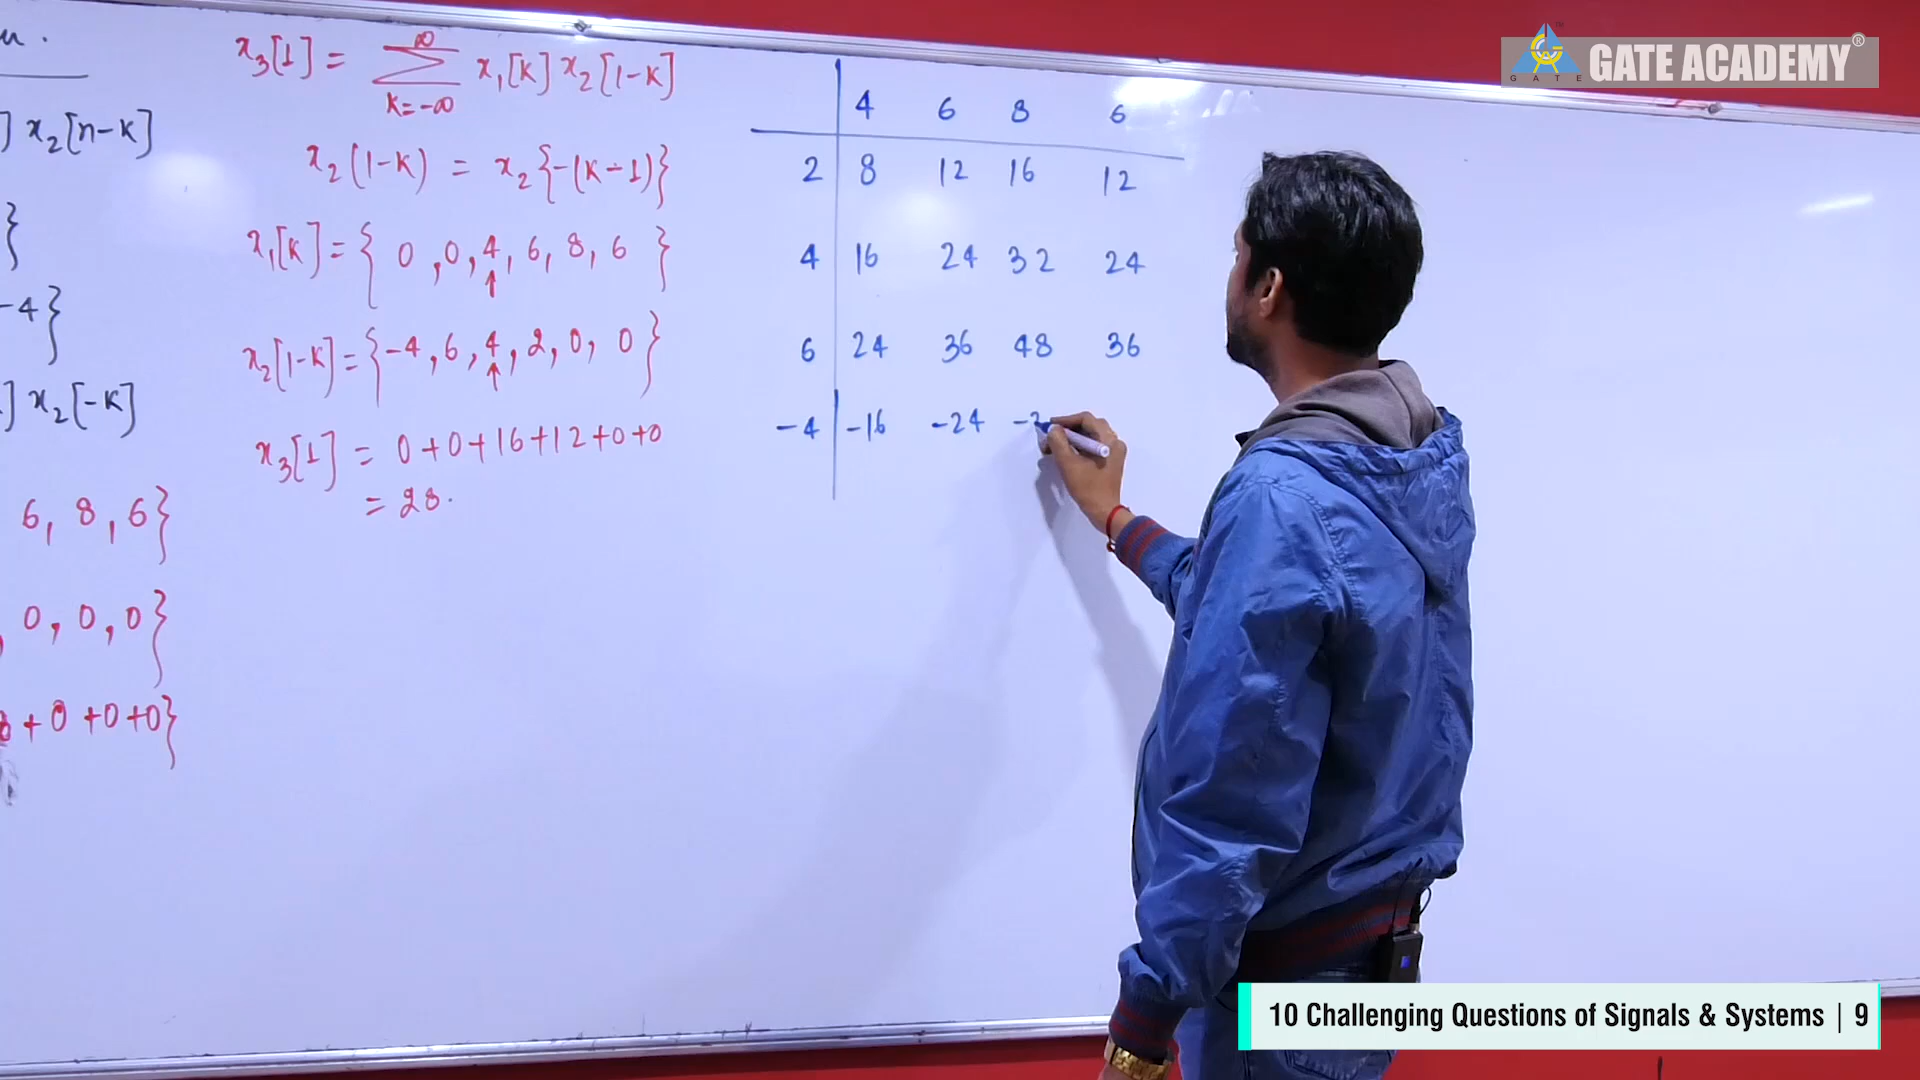 u.
] x₂[n-k]
}
-4}
] x₂[-k]
6, 8, 6}
0, 0, 0}
+ 0 +0+0}
x₃[1] = ∞ Σ k=-∞ x₁[k] x₂[1-k]
x₂(1-k) = x₂{-(k-1)}
x₁[k] = { 0, 0, 4, 6, 8, 6 }
↑
x₂[1-k] = {-4, 6, 4, 2, 0, 0 }
↑
x₃[1] = 0+0+16+12+0+0
= 28.
4 6 8 6
2 8 12 16 12
4 16 24 32 24
6 24 36 48 36
-4 -16 -24 -3
GATE
GATE ACADEMY®
10 Challenging Questions of Signals & Systems | 9